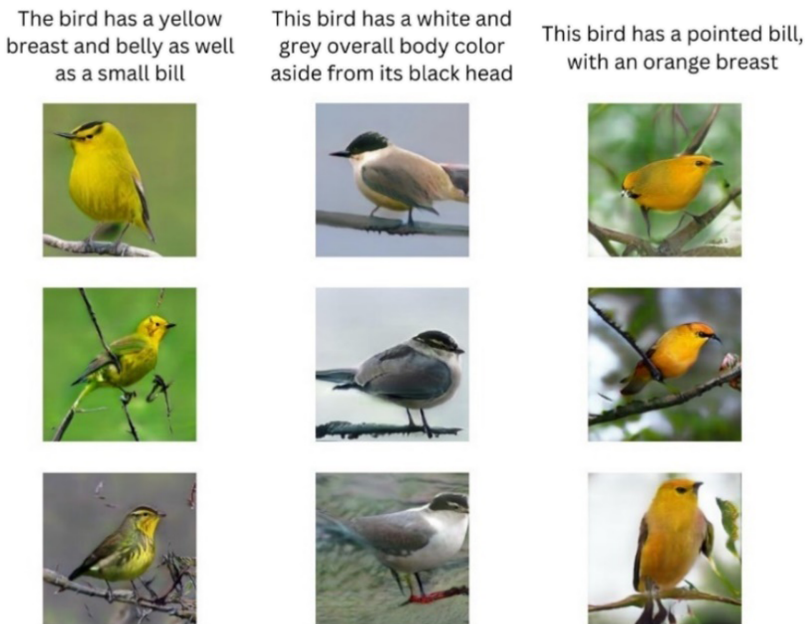 The bird has a yellow
breast and belly as well
as a small bill
This bird has a white and
grey overall body color
aside from its black head
This bird has a pointed bill,
with an orange breast